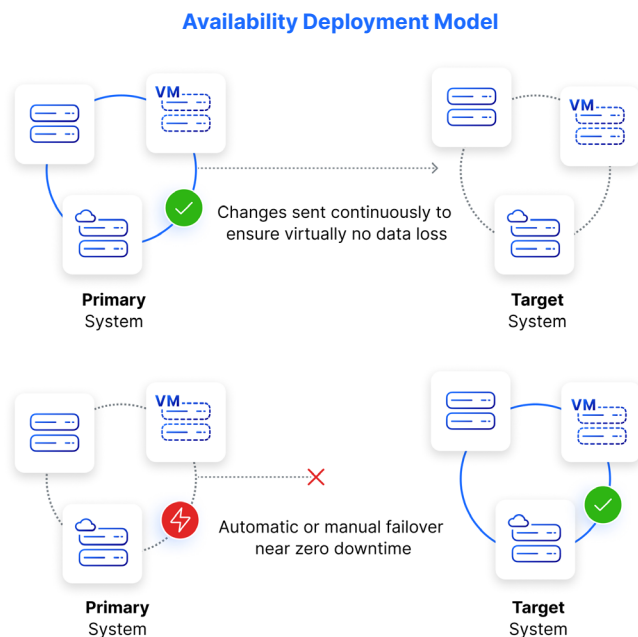 Availability Deployment Model
VM
VM
Changes sent continuously to
ensure virtually no data loss
Primary
System
Target
System
VM
VM
Automatic or manual failover
near zero downtime
Primary
System
Target
System